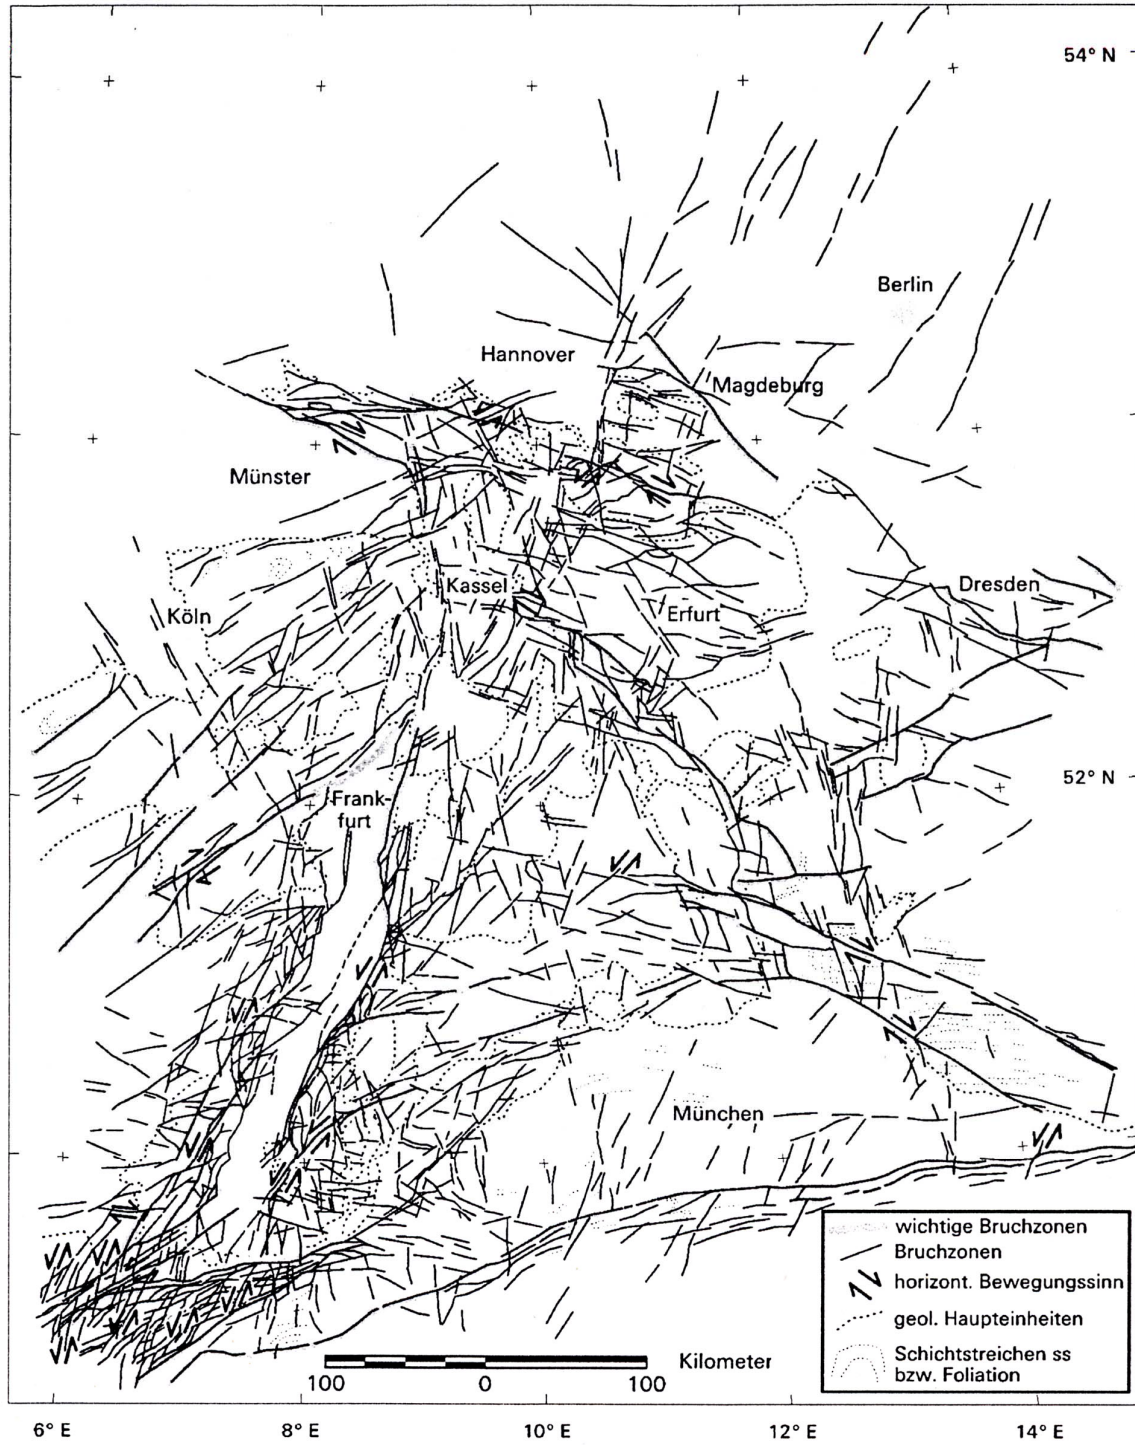 54° N
Berlin
Hannover
Magdeburg
Münster
Kassel
Dresden
Köln
Erfurt
52° N
Frank-
furt
München
wichtige Bruchzonen
Bruchzonen
horizont. Bewegungssinn
geol. Haupteinheiten
Schichtstreichen ss
bzw. Foliation
Kilometer
100 0 100
6° E 8° E 10° E 12° E 14° E